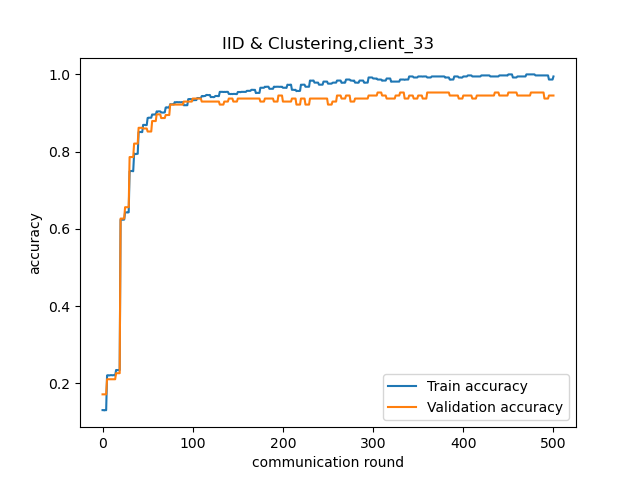 IID & Clustering,client_33
1.0
0.8
0.6
0.4
0.2
accuracy
0
100
200
300
400
500
communication round
Train accuracy
Validation accuracy